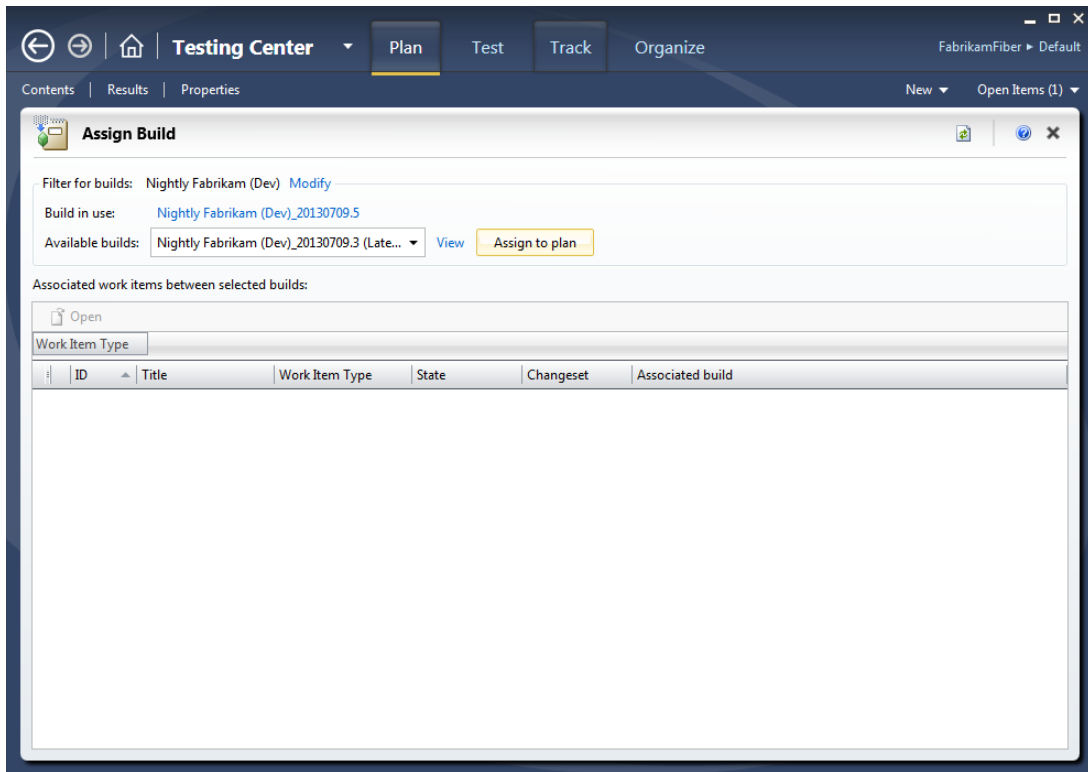 Testing Center Plan Test Track Organize FabrikamFiber ▸ Default
Contents | Results | Properties New Open Items (1)
Assign Build
Filter for builds: Nightly Fabrikam (Dev) Modify
Build in use: Nightly Fabrikam (Dev)_20130709.5
Available builds: Nightly Fabrikam (Dev)_20130709.3 (Late... View Assign to plan
Associated work items between selected builds:
Open
Work Item Type
ID Title Work Item Type State Changeset Associated build